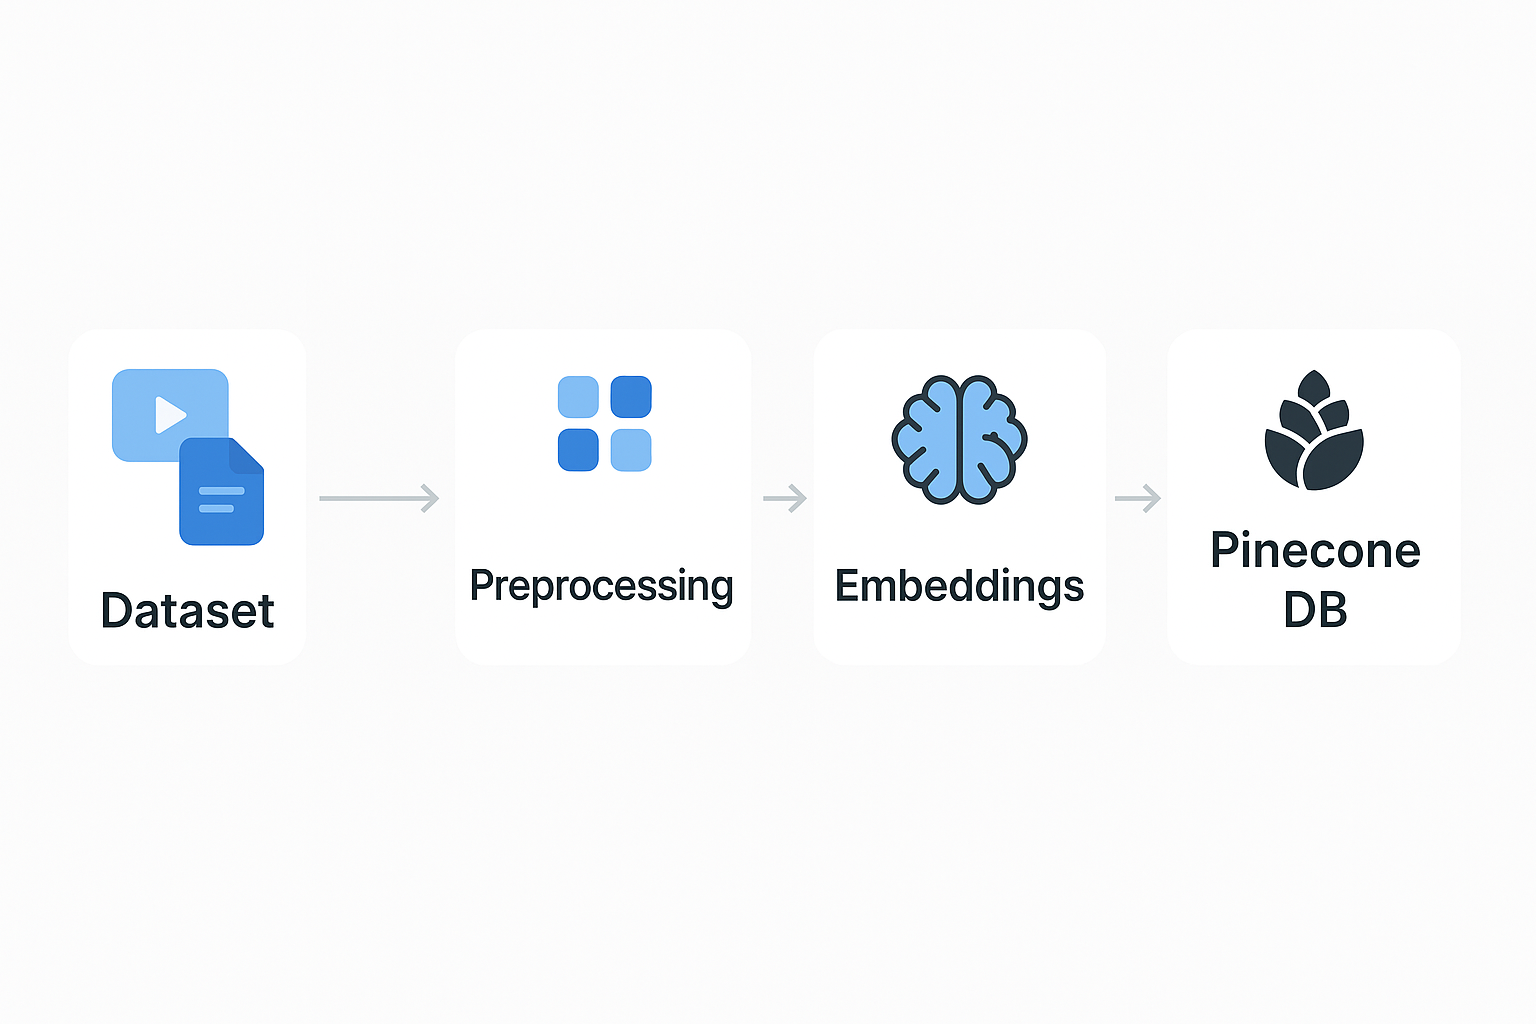 Dataset
Preprocessing
Embeddings
Pinecone
DB